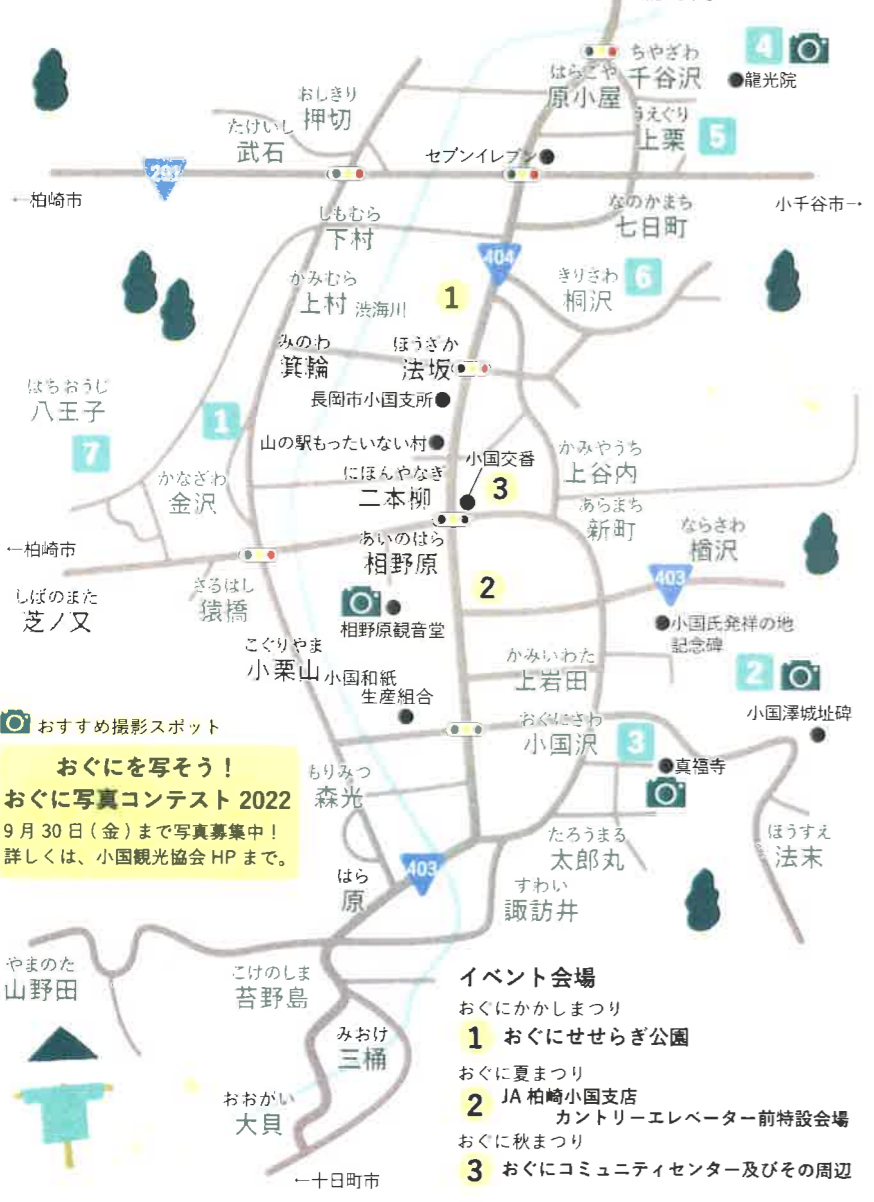 ちやざわ
千谷沢
4
龍光院
はらごや
原小屋
おしきり
押切
たけいし
武石
うえぐり
上栗
5
セブンイレブン
291
←柏崎市
小千谷市→
なのかまち
七日町
しもむら
下村
404
きりさわ
桐沢
6
かみむら
上村
渋海川
1
みのわ
箕輪
ほうざか
法坂
長岡市小国支所
はちおうじ
八王子
7
1
山の駅もったいない村
小国交番
かみやうち
上谷内
かなざわ
金沢
にほんやなぎ
二本柳
3
あらまち
新町
ならさわ
楢沢
←柏崎市
あいのはら
相野原
403
しばのまた
芝ノ又
さるはし
猿橋
2
相野原観音堂
小国氏発祥の地
記念碑
こぐりやま
小栗山
小国和紙
生産組合
かみいわた
上岩田
2
小国澤城址碑
おすすめ撮影スポット
おぐにさわ
小国沢
3
真福寺
おぐにを写そう!
おぐに写真コンテスト 2022
9月30日(金)まで写真募集中!
詳しくは、小国観光協会HPまで。
もりみつ
森光
たろうまる
太郎丸
ほうすえ
法末
403
はら
原
すわい
諏訪井
やまのた
山野田
こけのしま
苔野島
みおけ
三桶
おおがい
大貝
←十日町市
イベント会場
おぐにかかしまつり
1 おぐにせせらぎ公園
おぐに夏まつり
2 JA柏崎小国支店
カントリーエレベーター前特設会場
おぐに秋まつり
3 おぐにコミュニティセンター及びその周辺